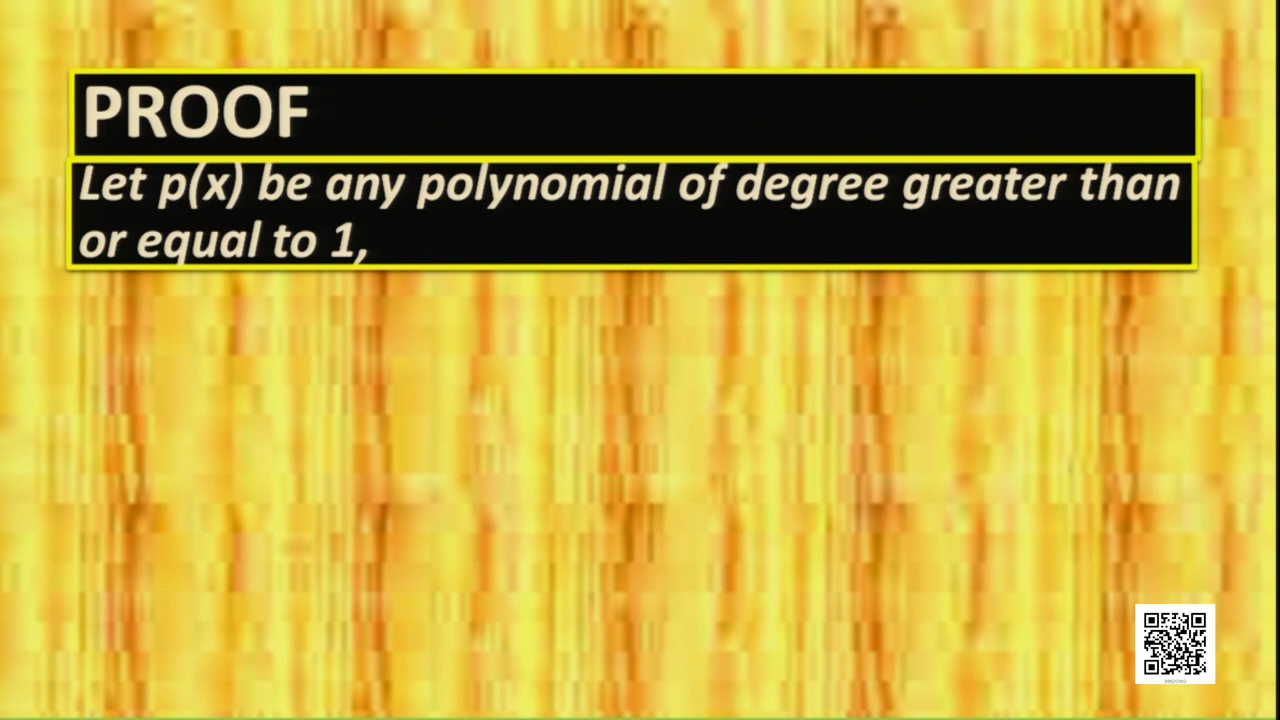 PROOF
Let p(x) be any polynomial of degree greater than
or equal to 1,